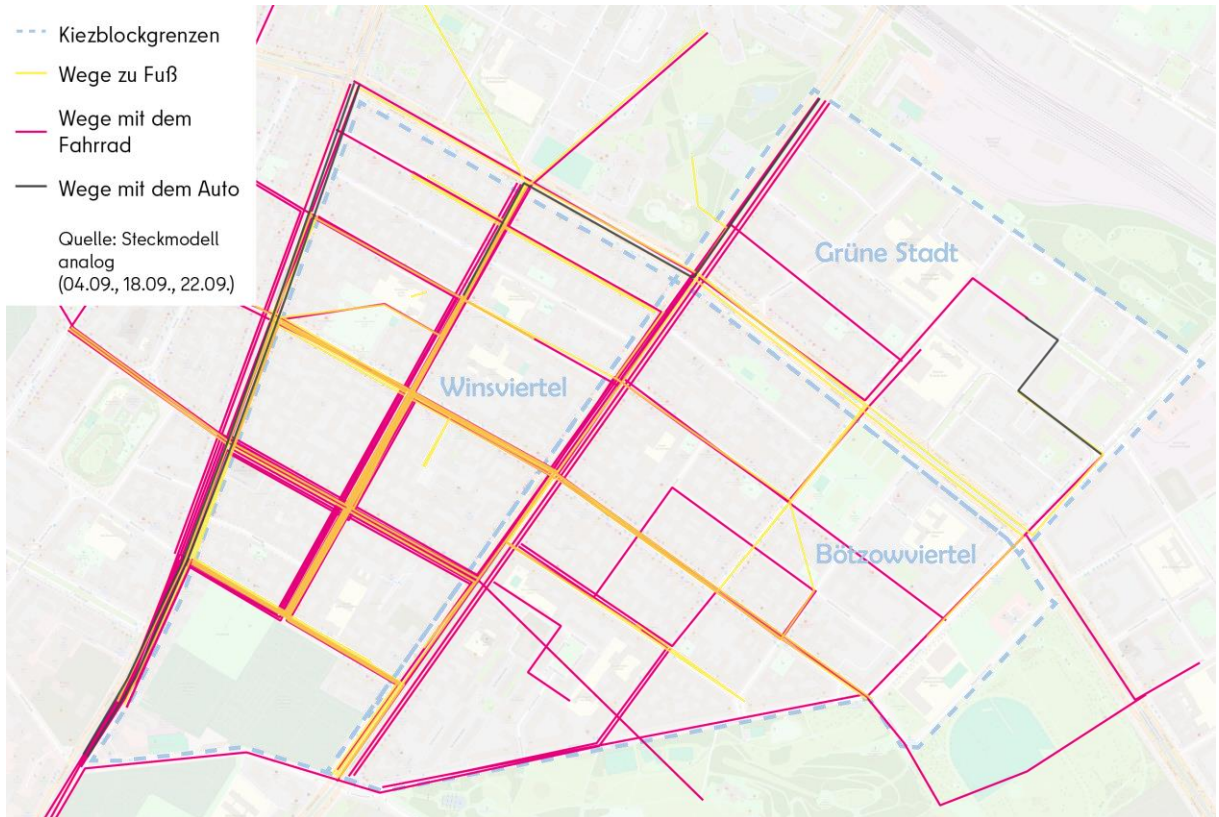 Kiezblockgrenzen
Wege zu Fuß
Wege mit dem
Fahrrad
Wege mit dem Auto
Quelle: Steckmodell
analog
(04.09., 18.09., 22.09.)
Grüne Stadt
Winsviertel
Bötzowviertel